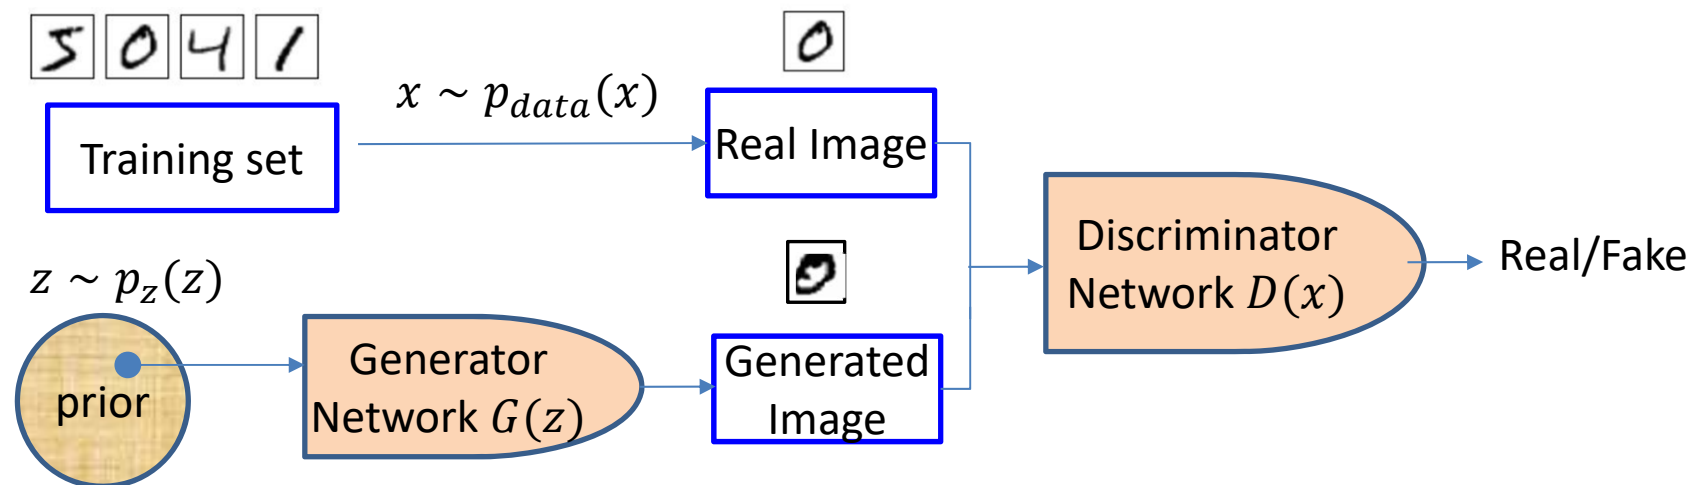 5 0 4 1
0
x ~ p_data(x)
Training set
Real Image
z ~ p_z(z)
prior
Generator
Network G(z)
0
Generated
Image
Discriminator
Network D(x)
Real/Fake